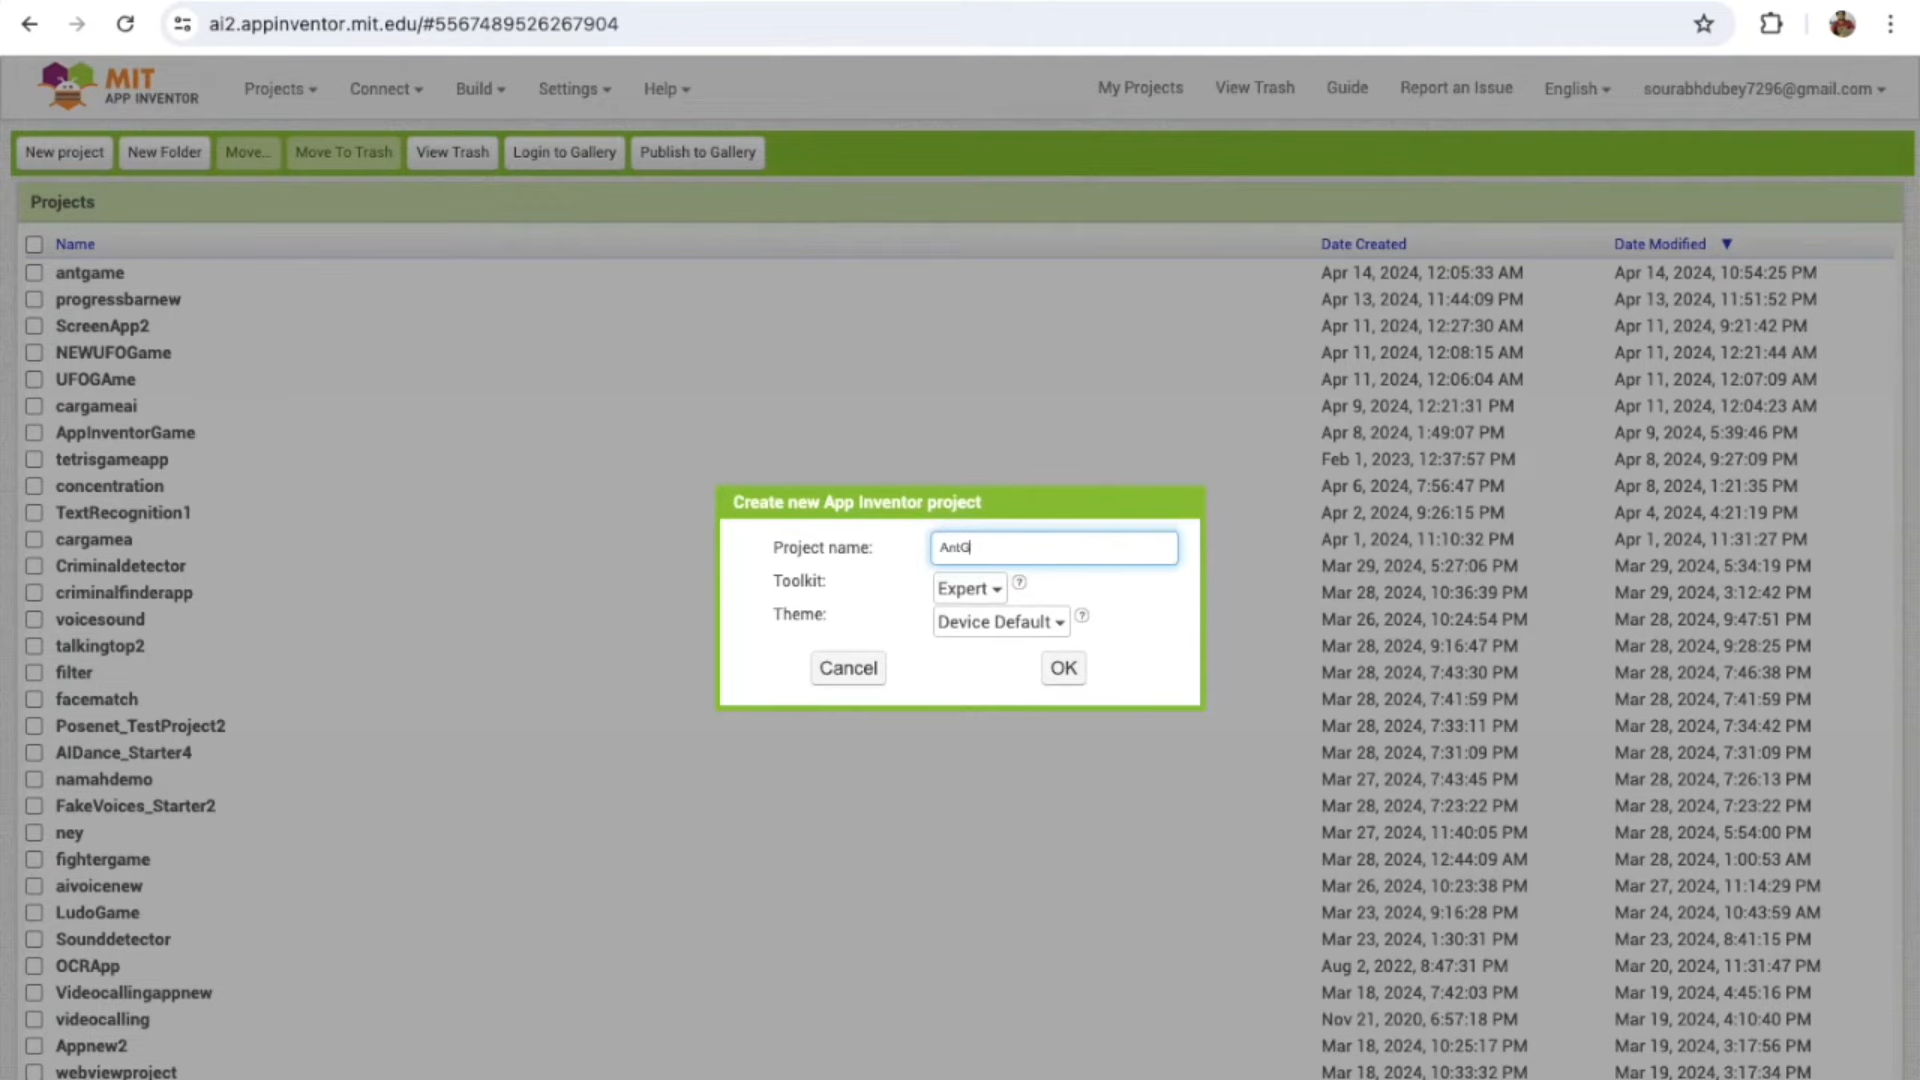 ai2.appinventor.mit.edu/#5567489526267904
MIT
APP INVENTOR
Projects Connect Build Settings Help My Projects View Trash Guide Report an Issue English sourabhdubey7296@gmail.com
New project New Folder Move... Move To Trash View Trash Login to Gallery Publish to Gallery
Projects
Name Date Created Date Modified ▼
antgame Apr 14, 2024, 12:05:33 AM Apr 14, 2024, 10:54:25 PM
progressbarnew Apr 13, 2024, 11:44:09 PM Apr 13, 2024, 11:51:52 PM
ScreenApp2 Apr 11, 2024, 12:27:30 AM Apr 11, 2024, 9:21:42 PM
NEWUFOGame Apr 11, 2024, 12:08:15 AM Apr 11, 2024, 12:21:44 AM
UFOGAme Apr 11, 2024, 12:06:04 AM Apr 11, 2024, 12:07:09 AM
cargameai Apr 9, 2024, 12:21:31 PM Apr 11, 2024, 12:04:23 AM
AppInventorGame Apr 8, 2024, 1:49:07 PM Apr 9, 2024, 5:39:46 PM
tetrisgameapp Feb 1, 2023, 12:37:57 PM Apr 8, 2024, 9:27:09 PM
concentration Apr 6, 2024, 7:56:47 PM Apr 8, 2024, 1:21:35 PM
TextRecognition1 Apr 2, 2024, 9:26:15 PM Apr 4, 2024, 4:21:19 PM
cargamea Apr 1, 2024, 11:10:32 PM Apr 1, 2024, 11:31:27 PM
Criminaldetector Mar 29, 2024, 5:27:06 PM Mar 29, 2024, 5:34:19 PM
criminalfinderapp Mar 28, 2024, 10:36:39 PM Mar 29, 2024, 3:12:42 PM
voicesound Mar 26, 2024, 10:24:54 PM Mar 28, 2024, 9:47:51 PM
talkingtop2 Mar 28, 2024, 9:16:47 PM Mar 28, 2024, 9:28:25 PM
filter Mar 28, 2024, 7:43:30 PM Mar 28, 2024, 7:46:38 PM
facematch Mar 28, 2024, 7:41:59 PM Mar 28, 2024, 7:41:59 PM
Posenet_TestProject2 Mar 28, 2024, 7:33:11 PM Mar 28, 2024, 7:34:42 PM
AIDance_Starter4 Mar 28, 2024, 7:31:09 PM Mar 28, 2024, 7:31:09 PM
namahdemo Mar 27, 2024, 7:43:45 PM Mar 28, 2024, 7:26:13 PM
FakeVoices_Starter2 Mar 28, 2024, 7:23:22 PM Mar 28, 2024, 7:23:22 PM
ney Mar 27, 2024, 11:40:05 PM Mar 28, 2024, 5:54:00 PM
fightergame Mar 28, 2024, 12:44:09 AM Mar 28, 2024, 1:00:53 AM
aivoicenew Mar 26, 2024, 10:23:38 PM Mar 27, 2024, 11:14:29 PM
LudoGame Mar 23, 2024, 9:16:28 PM Mar 24, 2024, 10:43:59 AM
Sounddetector Mar 23, 2024, 1:30:31 PM Mar 23, 2024, 8:41:15 PM
OCRApp Aug 2, 2022, 8:47:31 PM Mar 20, 2024, 11:31:47 PM
Videocallingappnew Mar 18, 2024, 7:42:03 PM Mar 19, 2024, 4:45:16 PM
videocalling Nov 21, 2020, 6:57:18 PM Mar 19, 2024, 4:10:40 PM
Appnew2 Mar 18, 2024, 10:25:17 PM Mar 19, 2024, 3:17:56 PM
webviewproject Mar 18, 2024, 10:33:32 PM Mar 19, 2024, 3:17:34 PM
Create new App Inventor project
Project name: AntG
Toolkit: Expert ?
Theme: Device Default ?
Cancel OK